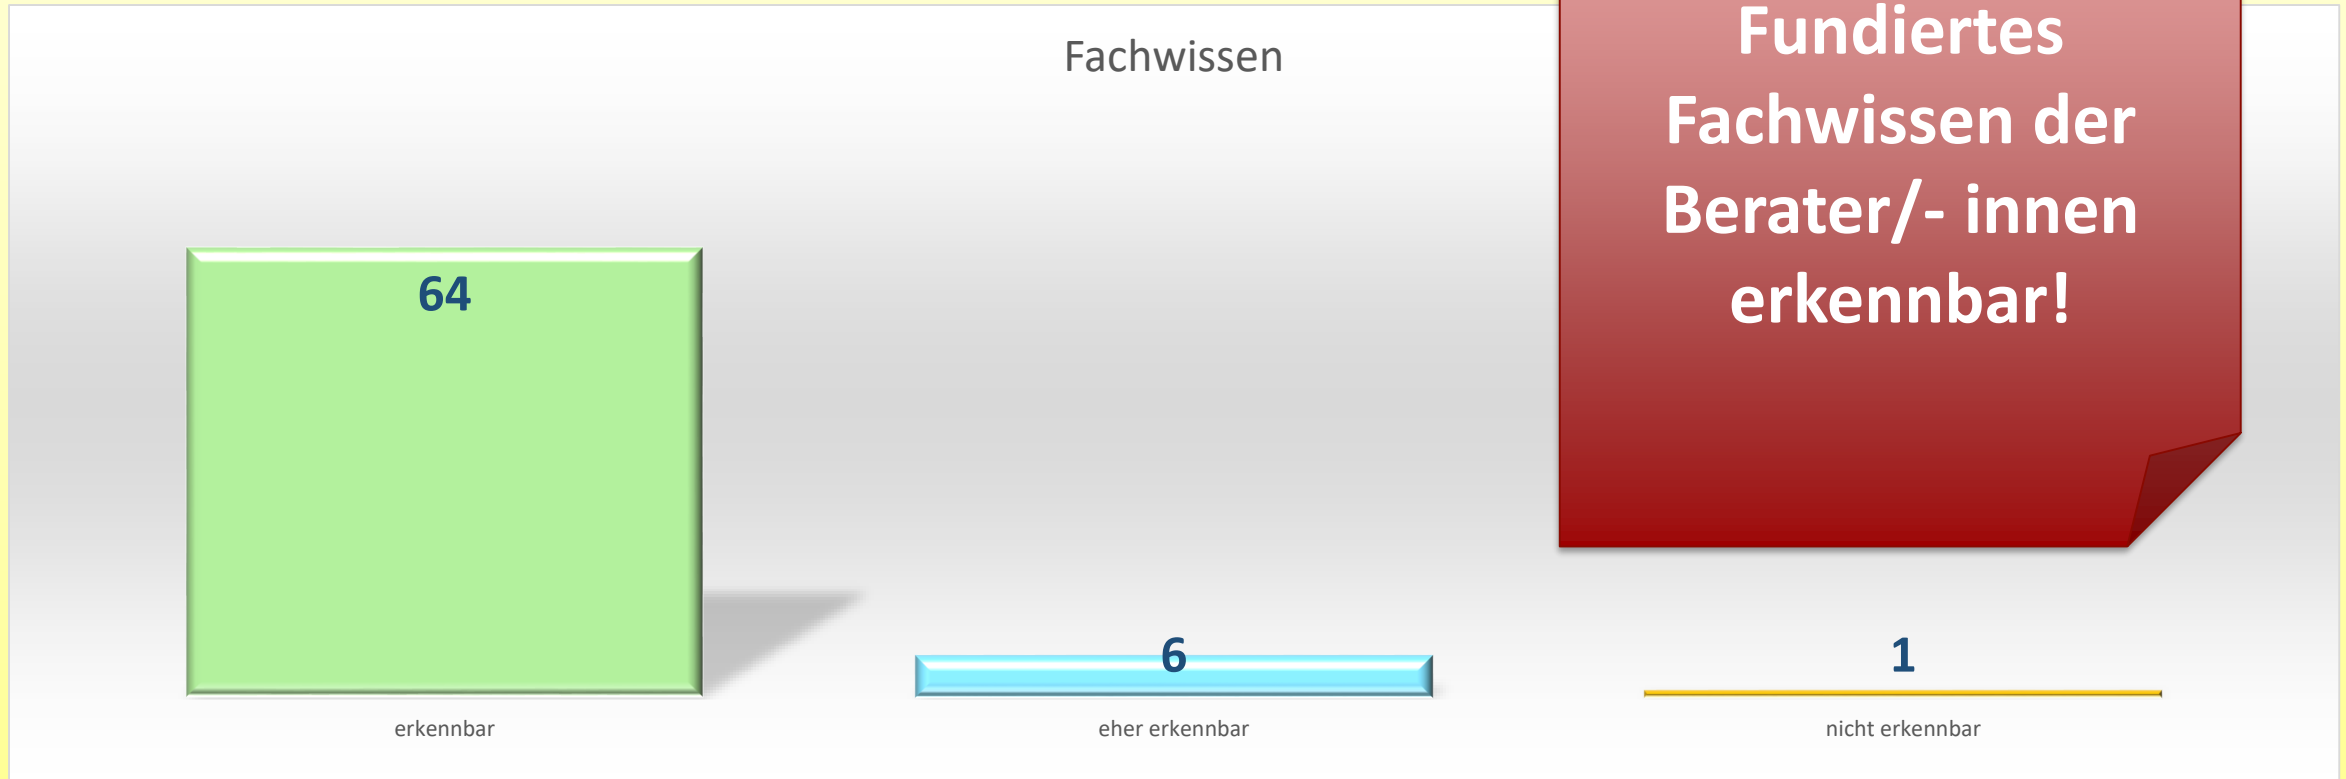 Fachwissen
Fundiertes
Fachwissen der
Berater/- innen
erkennbar!
64
6
1
erkennbar
eher erkennbar
nicht erkennbar